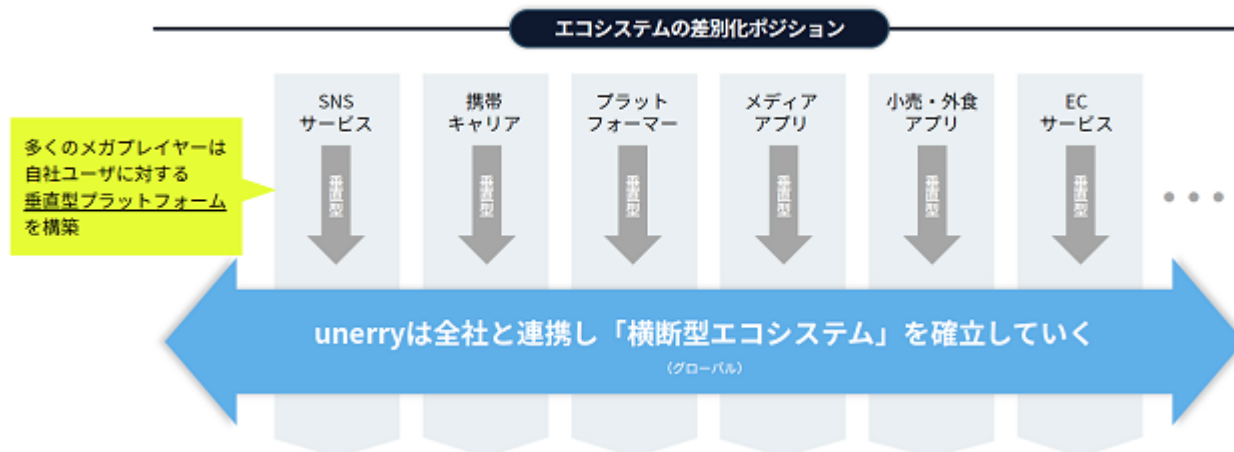 エコシステムの差別化ポジション
SNS
サービス
携帯
キャリア
プラット
フォーマー
メディア
アプリ
小売・外食
アプリ
EC
サービス
多くのメガプレイヤーは
自社ユーザに対する
垂直型プラットフォーム
を構築
垂直型
垂直型
垂直型
垂直型
垂直型
垂直型
unerryは全社と連携し「横断型エコシステム」を確立していく
（グローバル）